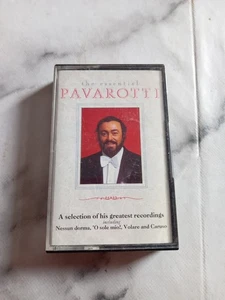 the essential
PAVAROTTI
A selection of his greatest recordings
including
Nessun dorma, 'O sole mio!, Volare and Caruso